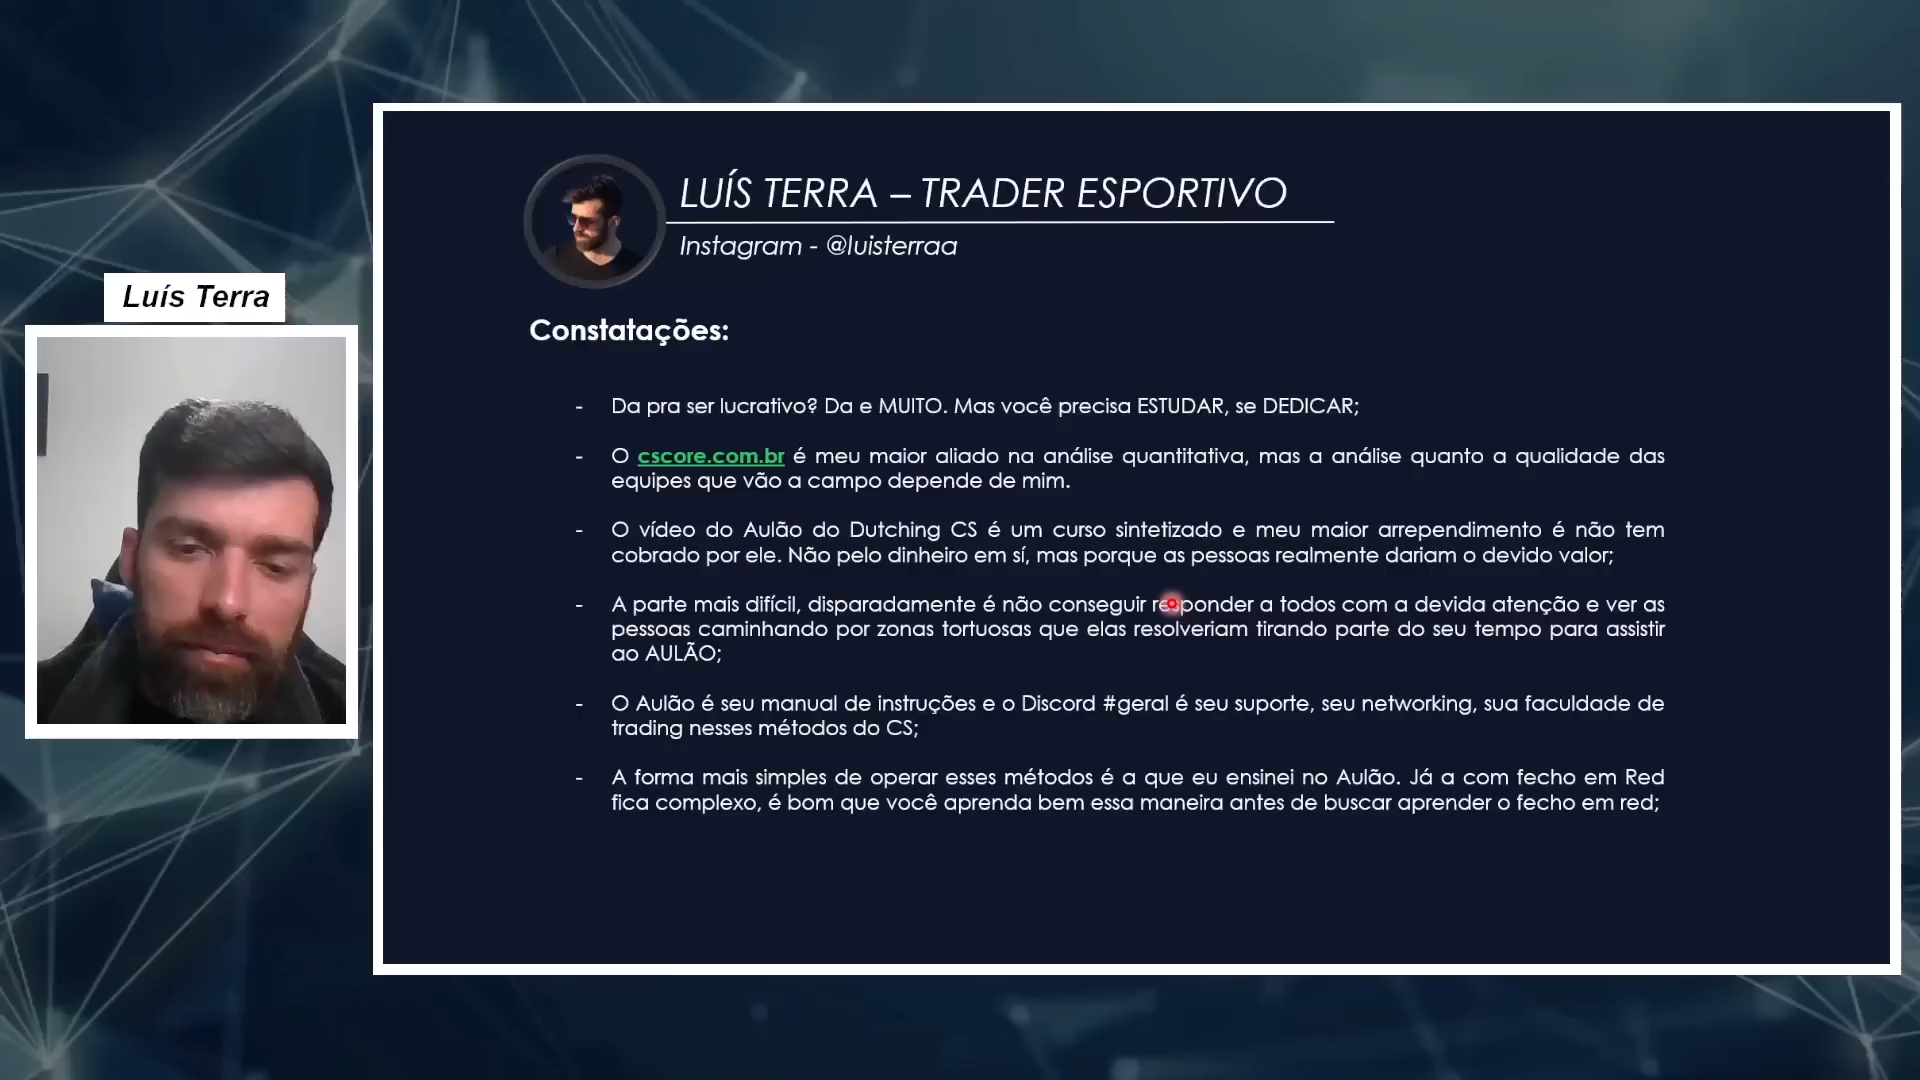 LUÍS TERRA – TRADER ESPORTIVO
Instagram - @luisterraa
Luís Terra
Constatações:
- Da pra ser lucrativo? Da e MUITO. Mas você precisa ESTUDAR, se DEDICAR;
- O cscore.com.br é meu maior aliado na análise quantitativa, mas a análise quanto a qualidade das
equipes que vão a campo depende de mim.
- O vídeo do Aulão do Dutching CS é um curso sintetizado e meu maior arrependimento é não tem
cobrado por ele. Não pelo dinheiro em sí, mas porque as pessoas realmente dariam o devido valor;
- A parte mais difícil, disparadamente é não conseguir responder a todos com a devida atenção e ver as
pessoas caminhando por zonas tortuosas que elas resolveriam tirando parte do seu tempo para assistir
ao AULÃO;
- O Aulão é seu manual de instruções e o Discord #geral é seu suporte, seu networking, sua faculdade de
trading nesses métodos do CS;
- A forma mais simples de operar esses métodos é a que eu ensinei no Aulão. Já a com fecho em Red
fica complexo, é bom que você aprenda bem essa maneira antes de buscar aprender o fecho em red;